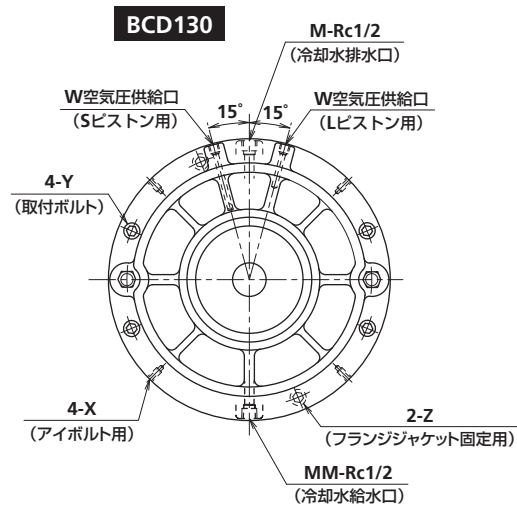 BCD130
M-Rc1/2
（冷却水排水口）
W空気圧供給口
（Sピストン用）
15°
15°
W空気圧供給口
（Lピストン用）
4-Y
（取付ボルト）
4-X
（アイボルト用）
2-Z
（フランジジャケット固定用）
MM-Rc1/2
（冷却水給水口）